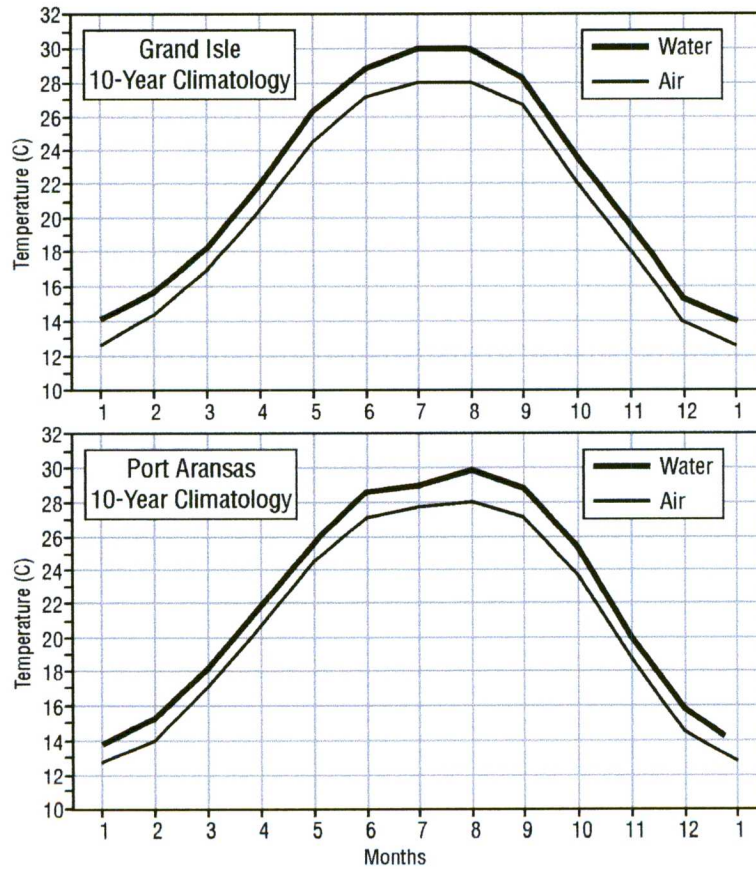 32
30
28
26
24
22
20
18
16
14
12
10
Temperature (C)
Grand Isle
10-Year Climatology
Water
Air
1 2 3 4 5 6 7 8 9 10 11 12 1
32
30
28
26
24
22
20
18
16
14
12
10
Temperature (C)
Port Aransas
10-Year Climatology
Water
Air
1 2 3 4 5 6 7 8 9 10 11 12 1
Months